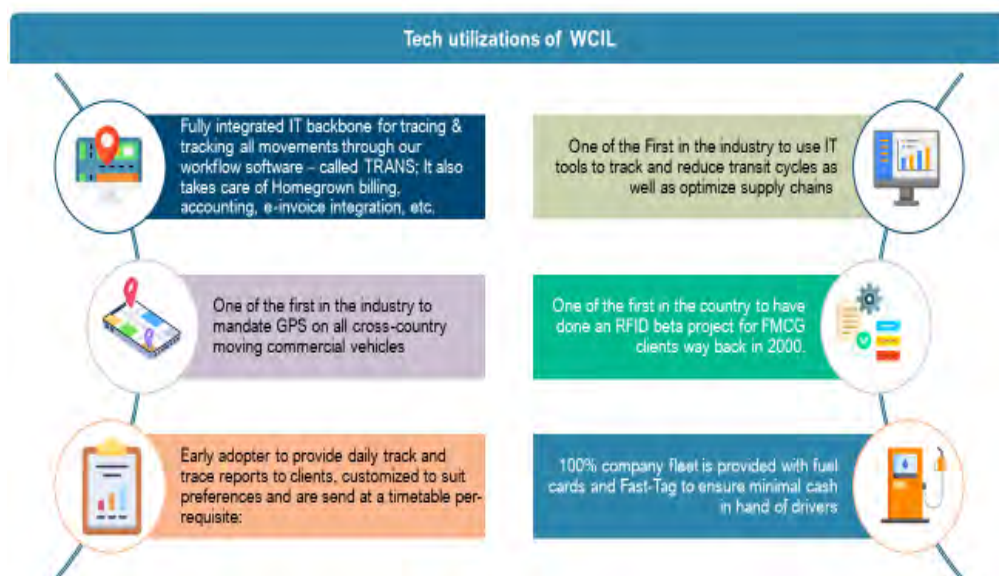 Tech utilizations of WCIL
Fully integrated IT backbone for tracing &
tracking all movements through our
workflow software – called TRANS; It also
takes care of Homegrown billing,
accounting, e-invoice integration, etc.
One of the First in the industry to use IT
tools to track and reduce transit cycles as
well as optimize supply chains
One of the first in the industry to
mandate GPS on all cross-country
moving commercial vehicles
One of the first in the country to have
done an RFID beta project for FMCG
clients way back in 2000.
Early adopter to provide daily track and
trace reports to clients, customized to suit
preferences and are send at a timetable per-
requisite:
100% company fleet is provided with fuel
cards and Fast-Tag to ensure minimal cash
in hand of drivers